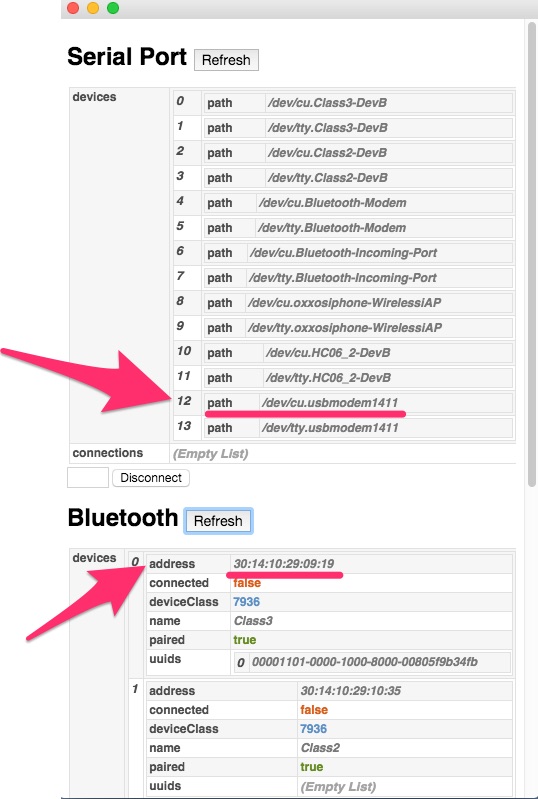 Serial Port Refresh
devices 0 path /dev/cu.Class3-DevB
1 path /dev/tty.Class3-DevB
2 path /dev/cu.Class2-DevB
3 path /dev/tty.Class2-DevB
4 path /dev/cu.Bluetooth-Modem
5 path /dev/tty.Bluetooth-Modem
6 path /dev/cu.Bluetooth-Incoming-Port
7 path /dev/tty.Bluetooth-Incoming-Port
8 path /dev/cu.oxxosiphone-WirelessiAP
9 path /dev/tty.oxxosiphone-WirelessiAP
10 path /dev/cu.HC06_2-DevB
11 path /dev/tty.HC06_2-DevB
12 path /dev/cu.usbmodem1411
13 path /dev/tty.usbmodem1411
connections (Empty List)
Disconnect
Bluetooth Refresh
devices 0 address 30:14:10:29:09:19
connected false
deviceClass 7936
name Class3
paired true
uuids 0 00001101-0000-1000-8000-00805f9b34fb
1 address 30:14:10:29:10:35
connected false
deviceClass 7936
name Class2
paired true
uuids (Empty List)